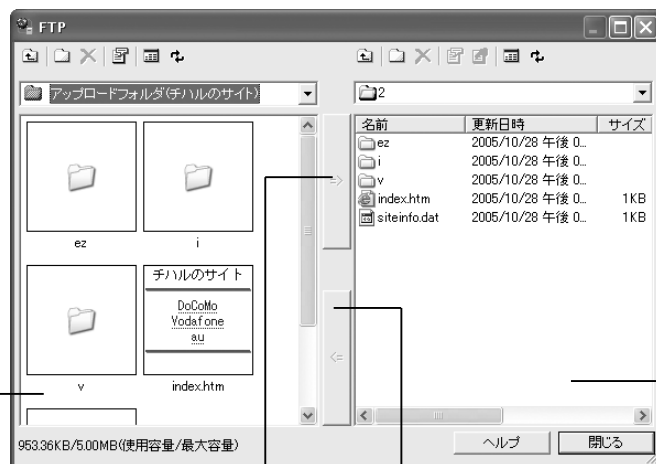 FTP
アップロードフォルダ(チハルのサイト)
2
ez
i
チハルのサイト
DoCoMo
Vodafone
au
v
index.htm
名前 更新日時 サイズ
ez 2005/10/28 午後 0...
i 2005/10/28 午後 0...
v 2005/10/28 午後 0...
index.htm 2005/10/28 午後 0... 1KB
siteinfo.dat 2005/10/28 午後 0... 1KB
=>
<=
953.36KB/5.00MB(使用容量/最大容量)
ヘルプ
閉じる